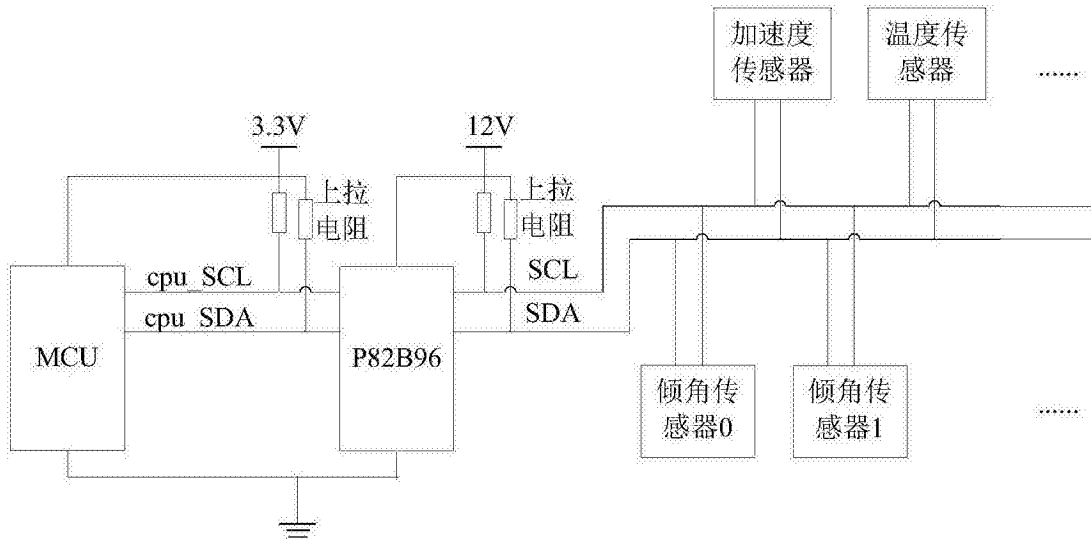 加速度
传感器
温度传
感器
......
3.3V
12V
上拉
电阻
上拉
电阻
cpu_SCL
SCL
cpu_SDA
SDA
MCU
P82B96
倾角传
感器0
倾角传
感器1
......